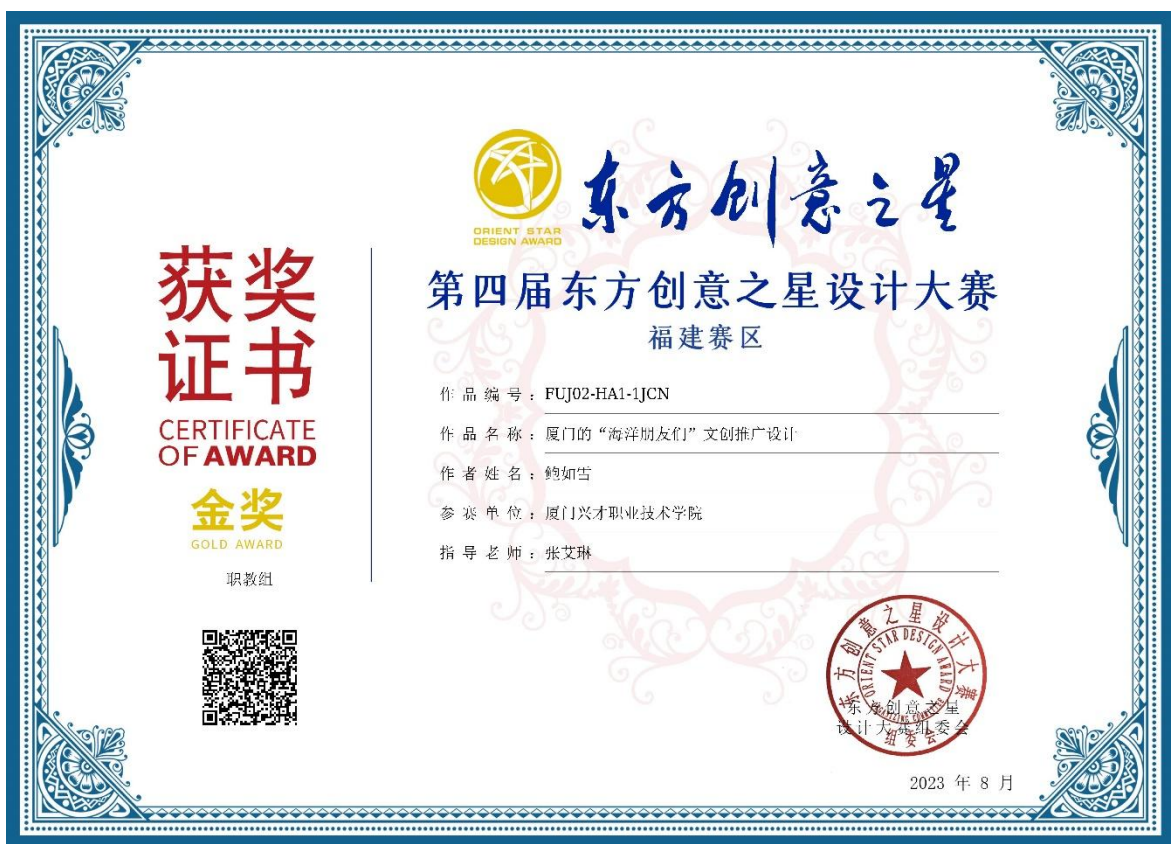 东方创意之星
ORIENT STAR
DESIGN AWARD
第四届东方创意之星设计大赛
福建赛区
获奖
证书
CERTIFICATE
OF AWARD
金奖
GOLD AWARD
职教组
作品编号：FUJ02-HA1-1JCN
作品名称：厦门的“海洋朋友们”文创推广设计
作者姓名：鲍如雪
参赛单位：厦门兴才职业技术学院
指导老师：张艾琳
东方创意之星设计大赛
ORIENT STAR DESIGN AWARD
组委会
东方创意之星
设计大赛组委会
2023 年 8 月